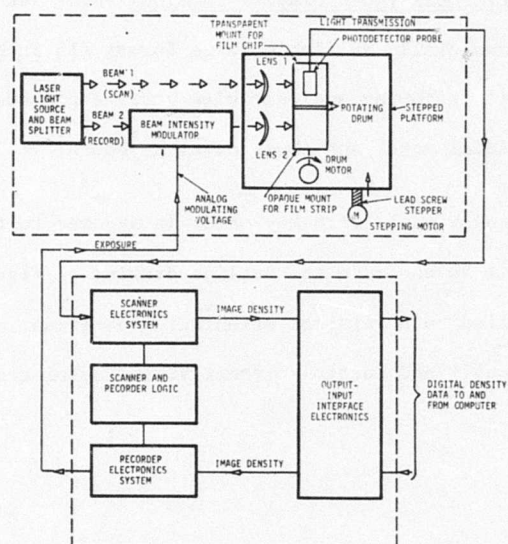 TRANSPARENT
MOUNT FOR
FILM CHIP
LIGHT TRANSMISSION
PHOTODETECTOR PROBE
LENS 1
BEAM 1
(SCAN)
LASER
LIGHT
SOURCE
AND BEAM
SPLITTER
BEAM 2
(RECORD)
BEAM INTENSITY
MODULATOR
POTATING
DRUM
STEPPED
PLATFORM
LENS 2
DRUM
MOTOR
OPAQUE MOUNT
FOR FILM STRIP
LEAD SCREW
STEPPER
M
STEPPING MOTOR
ANALOG
MODULATING
VOLTAGE
EXPOSURE
SCANNER
ELECTRONICS
SYSTEM
IMAGE DENSITY
SCANNER AND
PECORDER LOGIC
OUTPUT-
INPUT
INTERFACE
ELECTRONICS
DIGITAL DENSITY
DATA TO AND
FROM COMPUTER
RECORDEP
ELECTRONICS
SYSTEM
IMAGE DENSITY